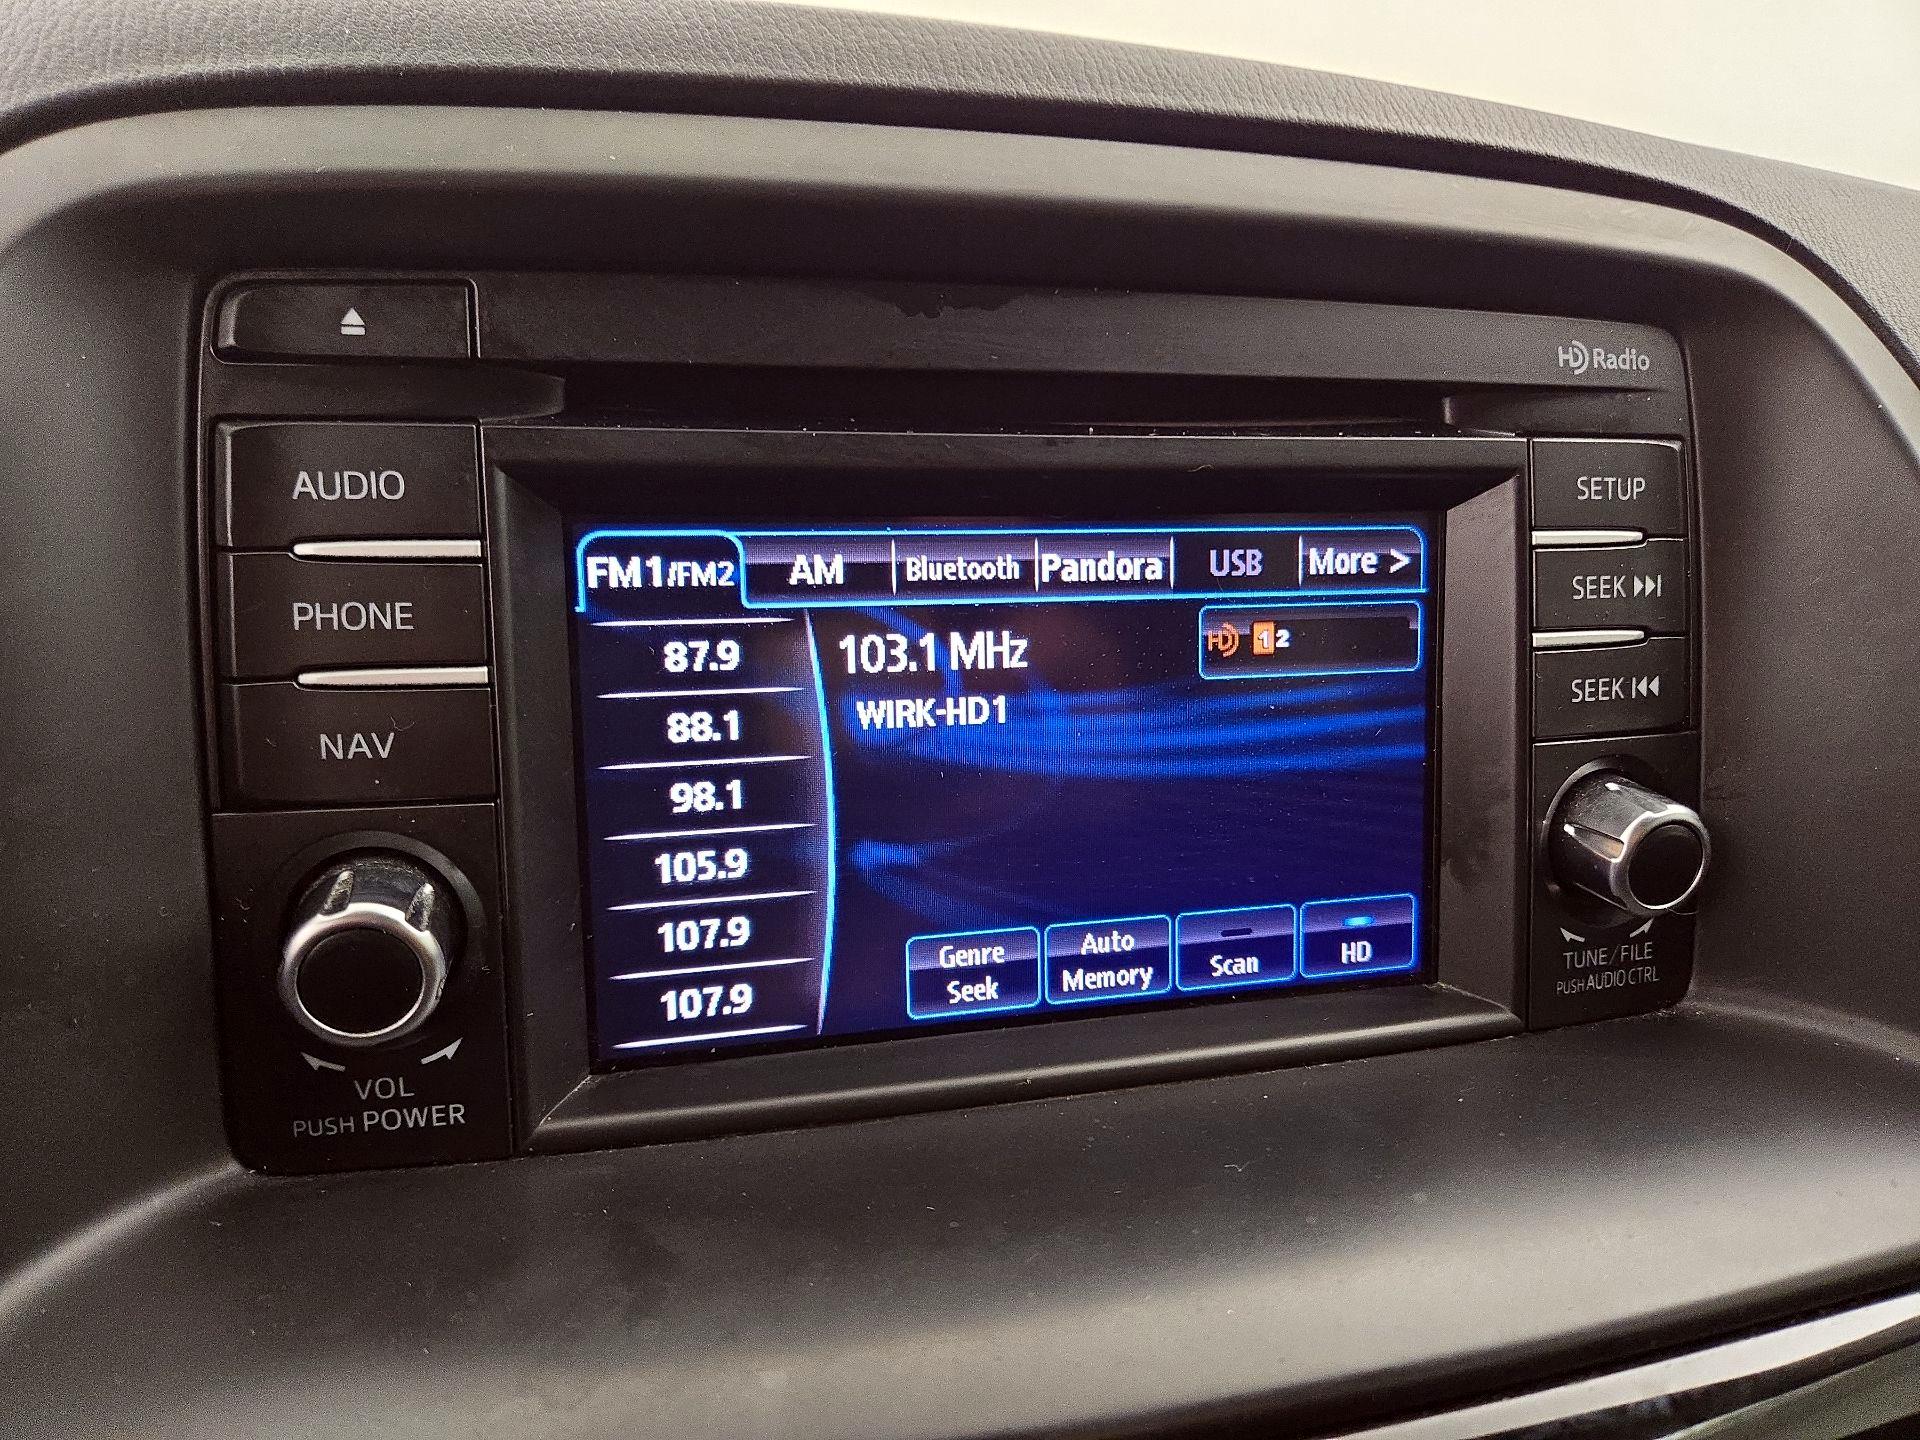 HD Radio
AUDIO
PHONE
NAV
VOL
PUSH POWER
FM1/FM2 AM Bluetooth Pandora USB More >
87.9
88.1
98.1
105.9
107.9
107.9
103.1 MHz
HD 1 2
WIRK-HD1
Genre
Seek
Auto
Memory
Scan
HD
SETUP
SEEK
SEEK
TUNE/FILE
PUSH AUDIO CTRL